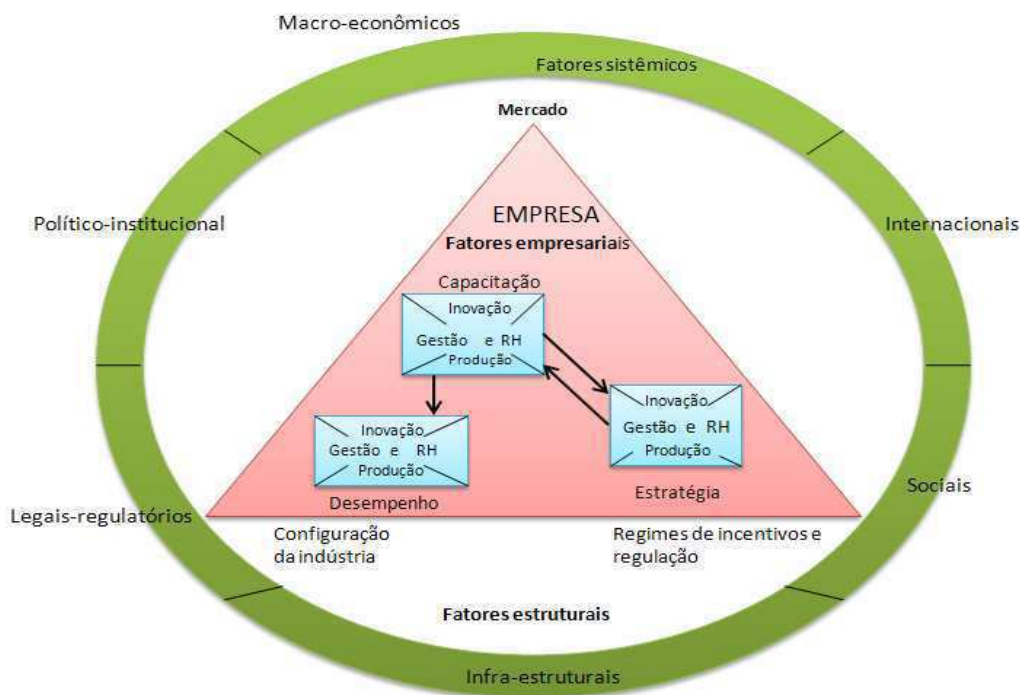 Macro-econômicos
Fatores sistêmicos
Mercado
Político-institucional
EMPRESA
Internacionais
Fatores empresariais
Capacitação
Inovação
Gestão e RH
Produção
Inovação
Gestão e RH
Produção
Desempenho
Inovação
Gestão e RH
Produção
Estratégia
Sociais
Legais-regulatórios
Configuração
da indústria
Regimes de incentivos e
regulação
Fatores estruturais
Infra-estruturais